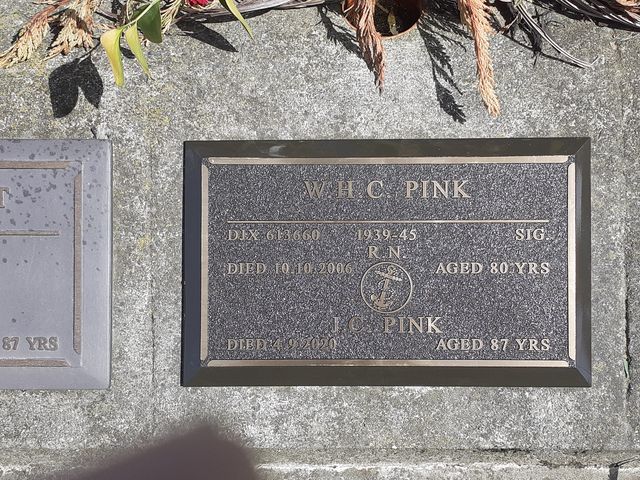 T
87 YRS
W.H.C. PINK
DJX 613660 1939-45 SIG.
R.N.
DIED 10.10.2006 AGED 80 YRS
J.C. PINK
DIED 4.9.2020 AGED 87 YRS